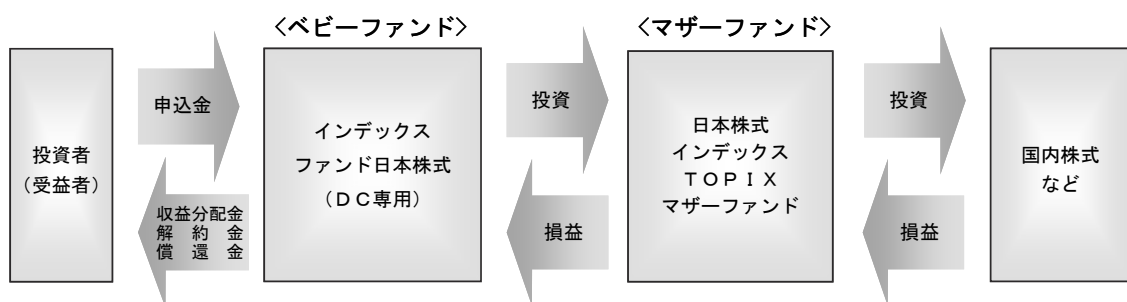 〈ベビーファンド〉
〈マザーファンド〉
投資者
（受益者）
申込金
収益分配金
解約金
償還金
インデックス
ファンド日本株式
（ＤＣ専用）
投資
損益
日本株式
インデックス
ＴＯＰＩＸ
マザーファンド
投資
損益
国内株式
など